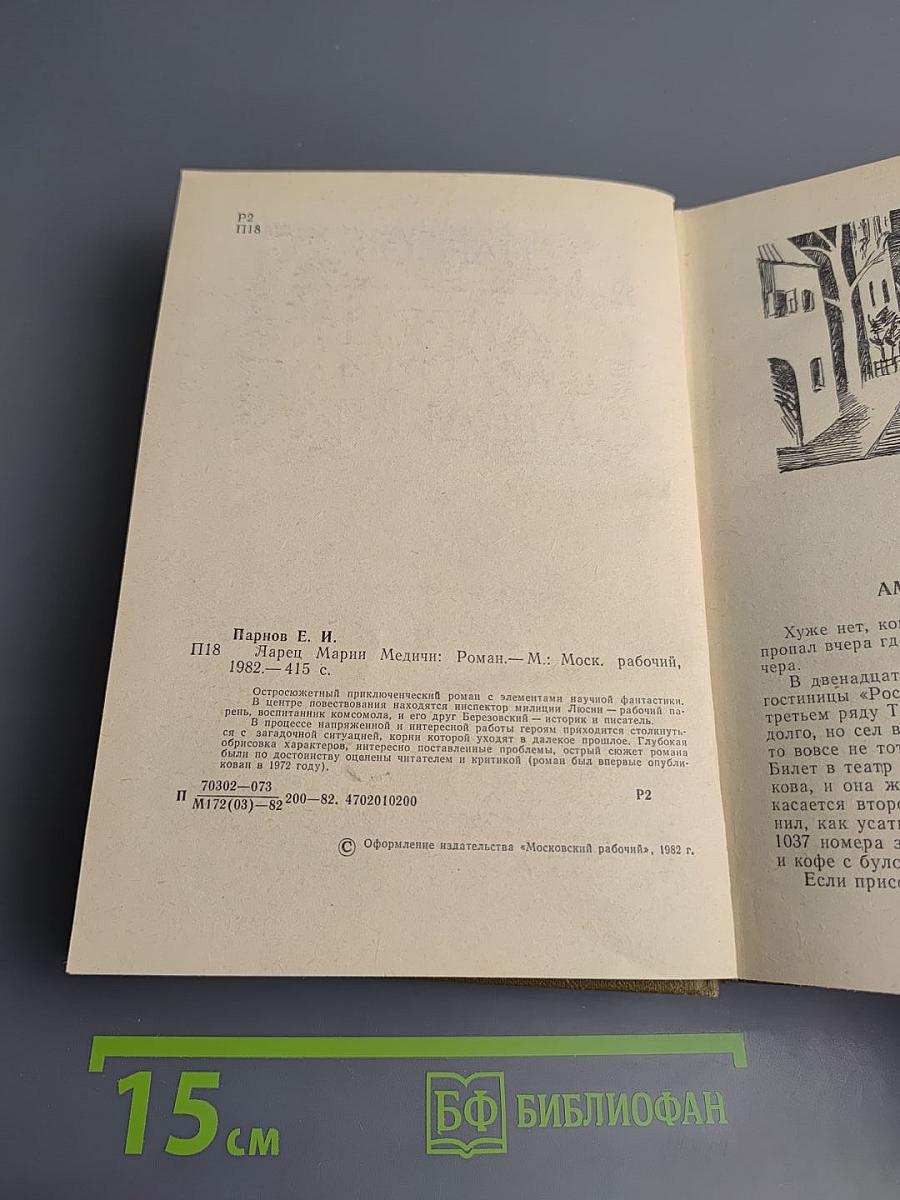 Р2
П18
Парнов Е. И.
П18 Ларец Марии Медичи: Роман.— М.: Моск. рабочий,
1982.— 415 с.
Остросюжетный приключенческий роман с элементами научной фантастики.
В центре повествования находятся инспектор милиции Люсин — рабочий па-
рень, воспитанник комсомола, и его друг Березовский — историк и писатель.
В процессе напряженной и интересной работы героям приходится столкнуть-
ся с загадочной ситуацией, корни которой уходят в далекое прошлое. Глубокая
обрисовка характеров, интересно поставленные проблемы, острый сюжет романа
были по достоинству оценены читателем и критикой (роман был впервые опубли-
кован в 1972 году).
П 70302—073
М172(03)—82 200—82. 4702010200 Р2
© Оформление издательства «Московский рабочий», 1982 г.
АМ
Хуже нет, ког
пропал вчера гд
чера.
В двенадцат
гостиницы «Рос
третьем ряду Т
долго, но сел в
то вовсе не тот
Билет в театр
кова, и она ж
касается второ
нил, как усат
1037 номера з
и кофе с було
Если присо
15 см
БФ БИБЛИОФАН